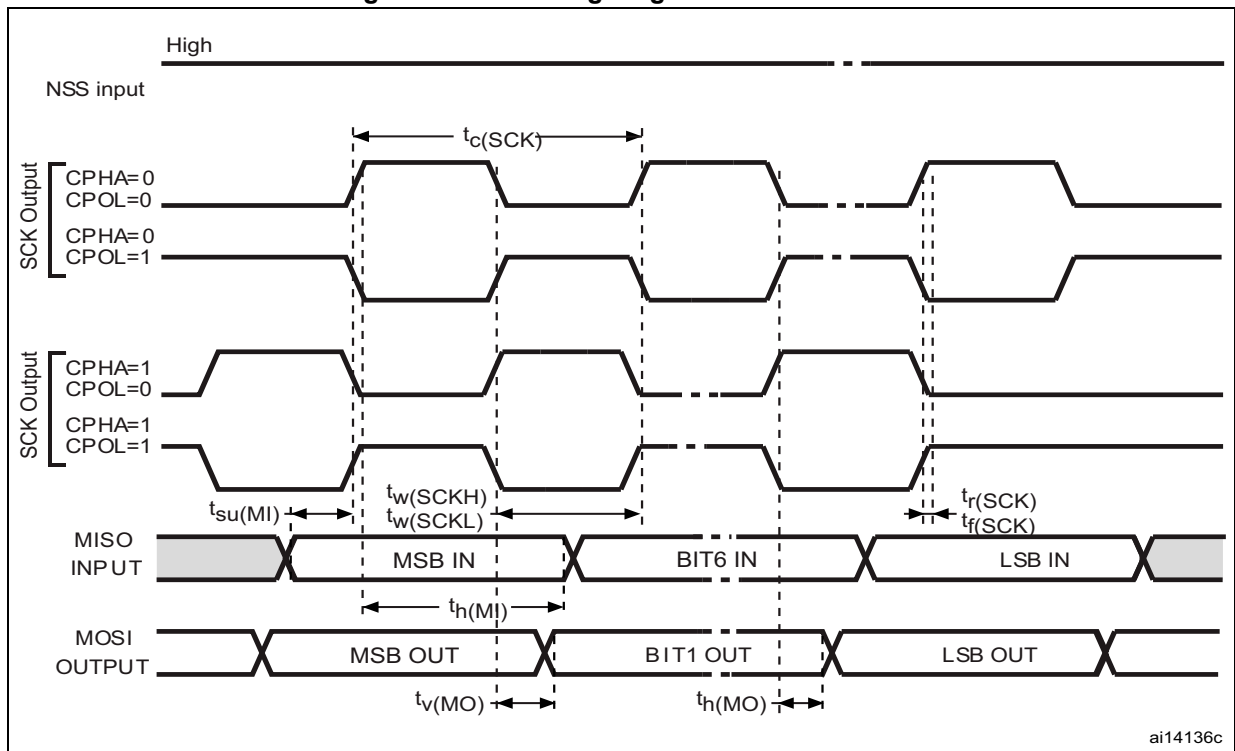 High
NSS input
tc(SCK)
SCK Output
CPHA=0
CPOL=0
CPHA=0
CPOL=1
SCK Output
CPHA=1
CPOL=0
CPHA=1
CPOL=1
tsu(MI)
tw(SCKH)
tw(SCKL)
tr(SCK)
tf(SCK)
MISO
INPUT
MSB IN
BIT6 IN
LSB IN
th(MI)
MOSI
OUTPUT
MSB OUT
BIT1 OUT
LSB OUT
tv(MO)
th(MO)
ai14136c